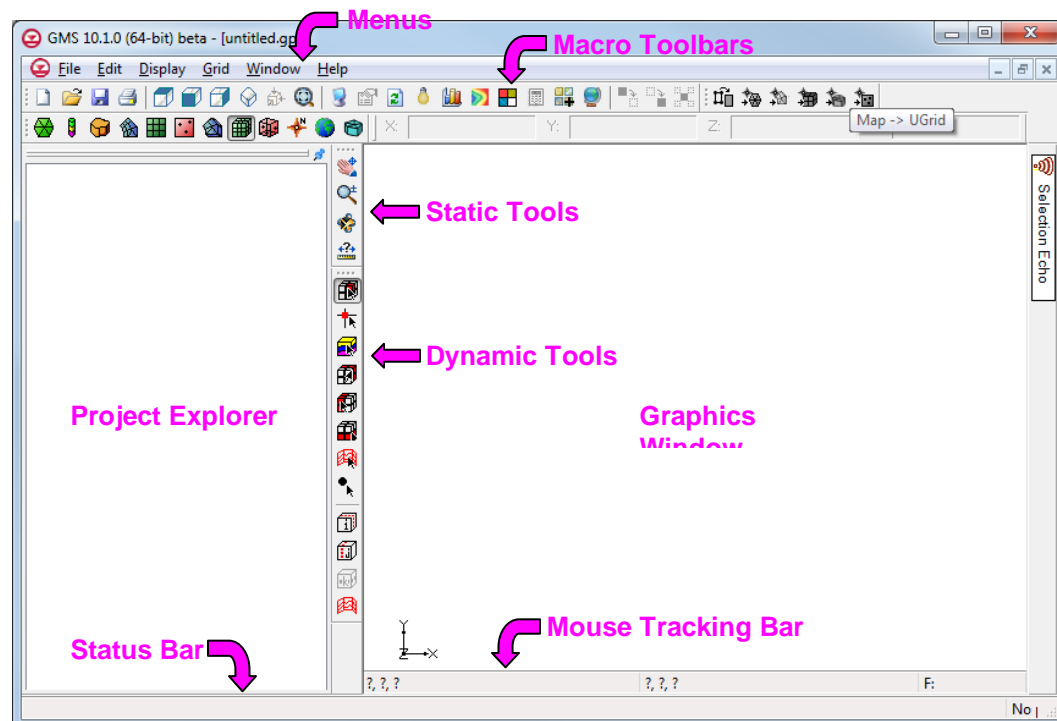 Menus
GMS 10.1.0 (64-bit) beta - [untitled.gp
Macro Toolbars
File Edit Display Grid Window Help
X: Y: Z:
Map -> UGrid
Static Tools
Selection Echo
Dynamic Tools
Project Explorer
Graphics
Window
Y
Z X
Mouse Tracking Bar
Status Bar
?, ?, ? ?, ?, ? F:
No